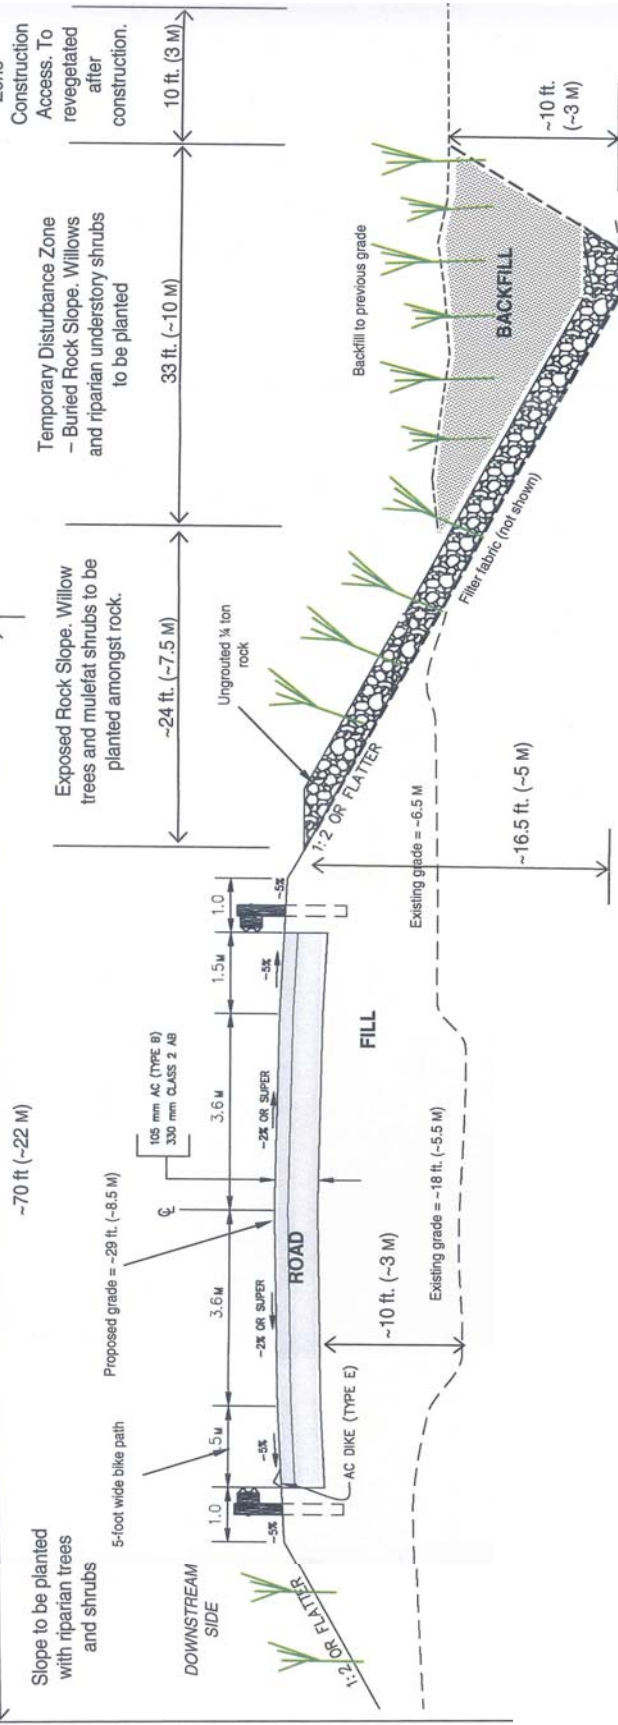 ~70 ft (~22 M)
Slope to be planted
with riparian trees
and shrubs
5-foot wide bike path
DOWNSTREAM
SIDE
1:2 OR FLATTER
1.0
.5M
3.6M
3.6M
1.5M
1.0
Proposed grade = ~29 ft. (~8.5 M)
105 mm AC (TYPE B)
330 mm CLASS 2 AB
-5%
-5%
-2% OR SUPER
-2% OR SUPER
-5%
-5%
ROAD
AC DIKE (TYPE E)
~10 ft. (~3 M)
FILL
Existing grade = ~18 ft. (~5.5 M)
Existing grade = ~6.5 M
~16.5 ft. (~5 M)
Exposed Rock Slope. Willow
trees and mulefat shrubs to be
planted amongst rock.
~24 ft. (~7.5 M)
Ungrouted ¼ ton
rock
1:2 OR FLATTER
Filter fabric (not shown)
Temporary Disturbance Zone
– Buried Rock Slope. Willows
and riparian understory shrubs
to be planted
33 ft. (~10 M)
Backfill to previous grade
BACKFILL
Construction
Access. To
revegetated
after
construction.
10 ft. (3 M)
~10 ft.
(~3 M)